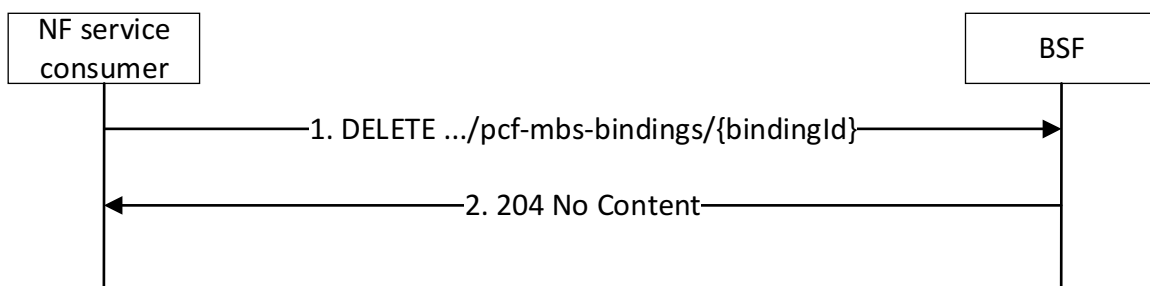 NF service
consumer
BSF
1. DELETE .../pcf-mbs-bindings/{bindingId}
2. 204 No Content